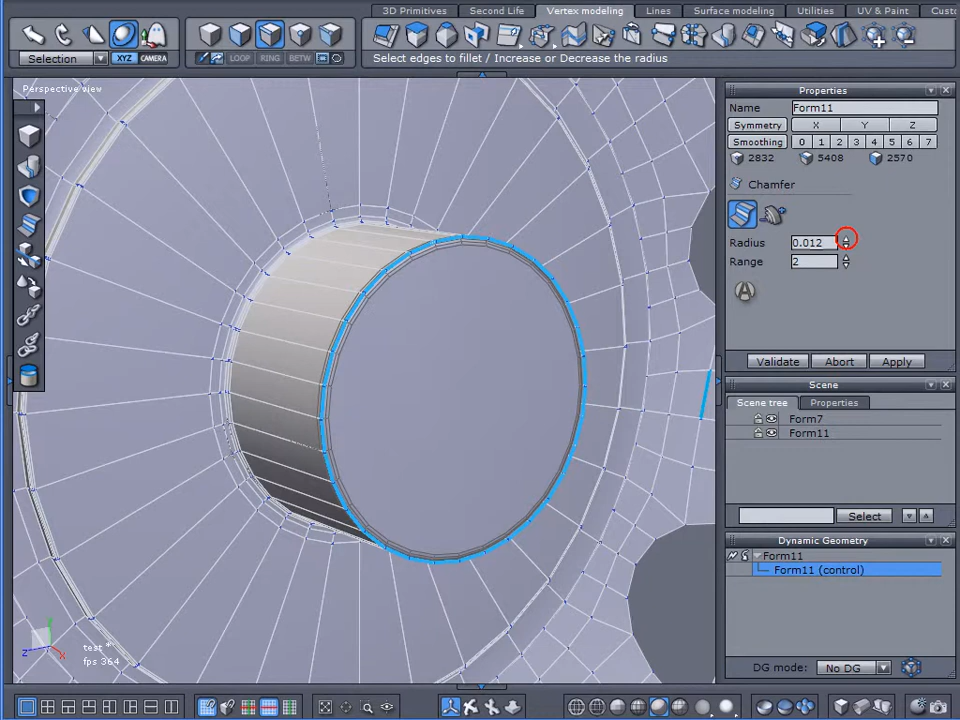 3D Primitives Second Life Vertex modeling Lines Surface modeling Utilities UV & Paint
Selection XYZ CAMERA LOOP RING BETW Select edges to fillet / Increase or Decrease the radius
Perspective view
Properties
Name Form11
Symmetry X Y Z
Smoothing 0 1 2 3 4 5 6 7
2832 5408 2570
Chamfer
Radius 0.012
Range 2
Validate Abort Apply
Scene
Scene tree Properties
Form7
Form11
Select
Dynamic Geometry
Form11
Form11 (control)
Y
Z X
test *
fps 364
DG mode: No DG